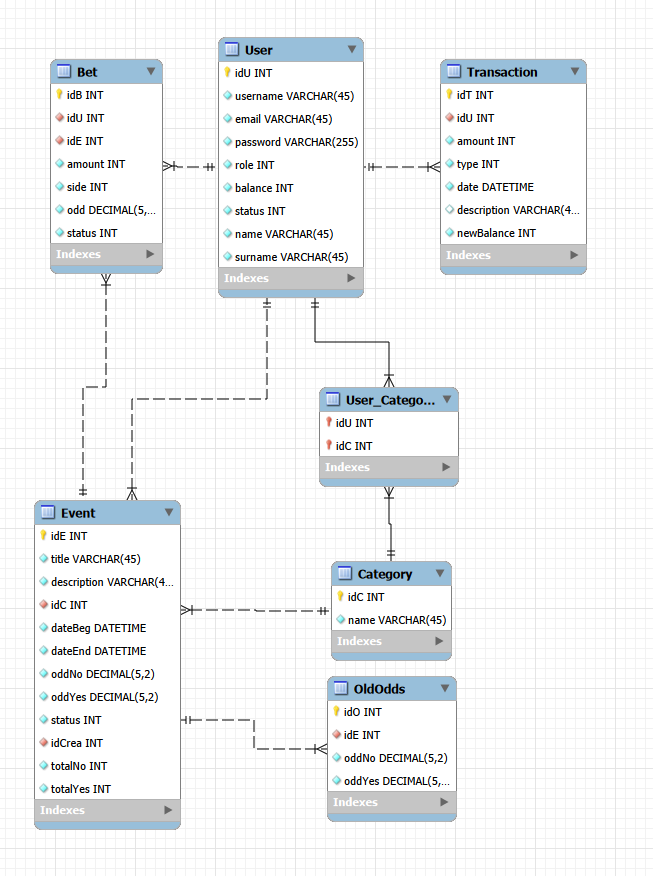 Bet
idB INT
idU INT
idE INT
amount INT
side INT
odd DECIMAL(5,...
status INT
Indexes
User
idU INT
username VARCHAR(45)
email VARCHAR(45)
password VARCHAR(255)
role INT
balance INT
status INT
name VARCHAR(45)
surname VARCHAR(45)
Indexes
Transaction
idT INT
idU INT
amount INT
type INT
date DATETIME
description VARCHAR(4...
newBalance INT
Indexes
User_Catego...
idU INT
idC INT
Indexes
Event
idE INT
title VARCHAR(45)
description VARCHAR(4...
idC INT
dateBeg DATETIME
dateEnd DATETIME
oddNo DECIMAL(5,2)
oddYes DECIMAL(5,2)
status INT
idCrea INT
totalNo INT
totalYes INT
Indexes
Category
idC INT
name VARCHAR(45)
Indexes
OldOdds
idO INT
idE INT
oddNo DECIMAL(5,2)
oddYes DECIMAL(5,...
Indexes